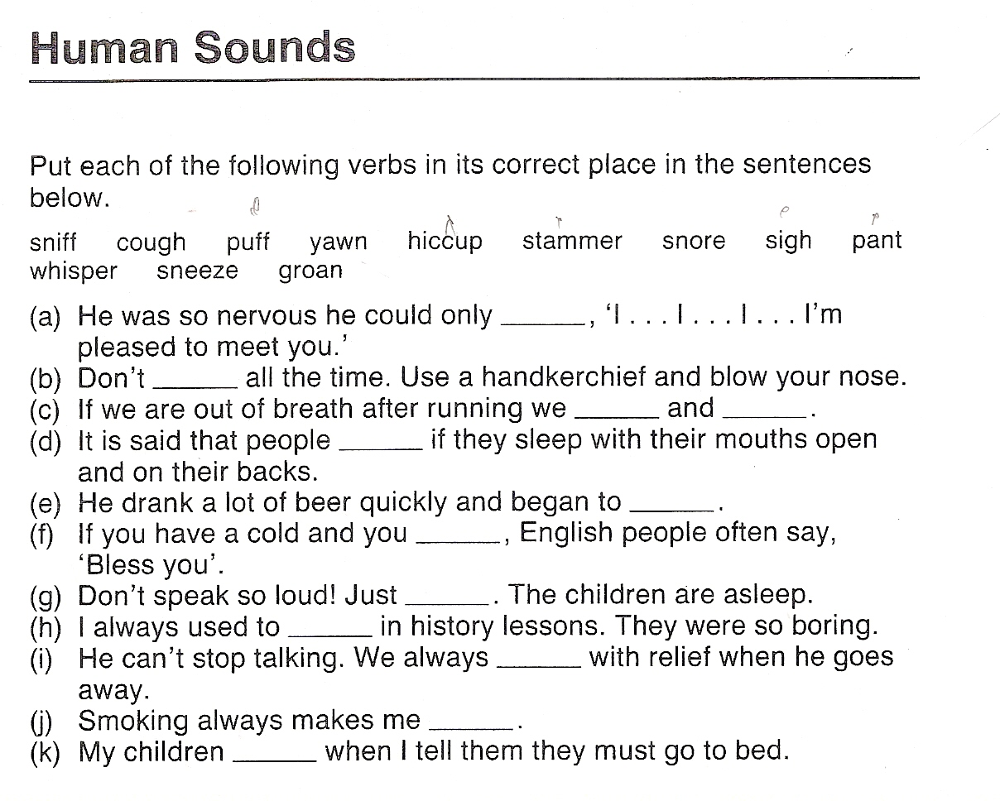 Human Sounds
Put each of the following verbs in its correct place in the sentences
below.
sniff cough puff yawn hiccup stammer snore sigh pant
whisper sneeze groan
(a) He was so nervous he could only ______, ‘I . . . I . . . I . . . I’m
pleased to meet you.’
(b) Don’t ______ all the time. Use a handkerchief and blow your nose.
(c) If we are out of breath after running we ______ and ______.
(d) It is said that people ______ if they sleep with their mouths open
and on their backs.
(e) He drank a lot of beer quickly and began to ______.
(f) If you have a cold and you ______, English people often say,
‘Bless you’.
(g) Don’t speak so loud! Just ______. The children are asleep.
(h) I always used to ______ in history lessons. They were so boring.
(i) He can’t stop talking. We always ______ with relief when he goes
away.
(j) Smoking always makes me ______.
(k) My children ______ when I tell them they must go to bed.